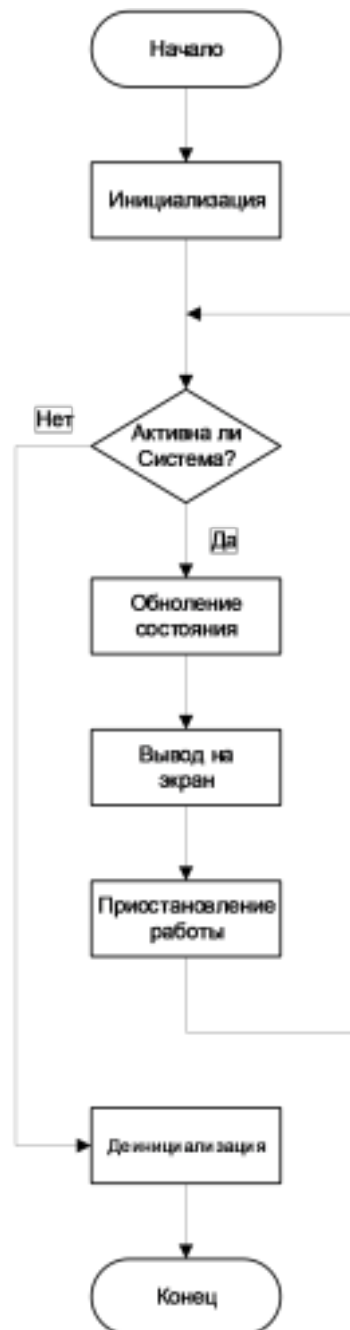 Начало
Инициализация
Нет
Активна ли
Система?
Да
Обноление
состояния
Вывод на
экран
Приостановление
работы
Деинициализация
Конец